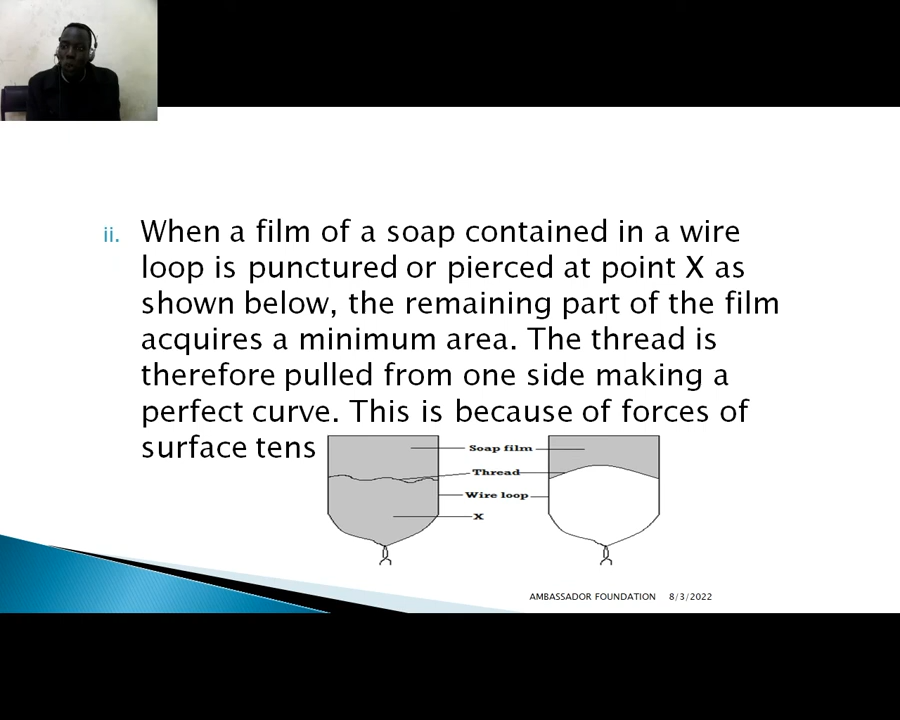 ii. When a film of a soap contained in a wire
loop is punctured or pierced at point X as
shown below, the remaining part of the film
acquires a minimum area. The thread is
therefore pulled from one side making a
perfect curve. This is because of forces of
surface tens
Soap film
Thread
Wire loop
X
AMBASSADOR FOUNDATION 8/3/2022